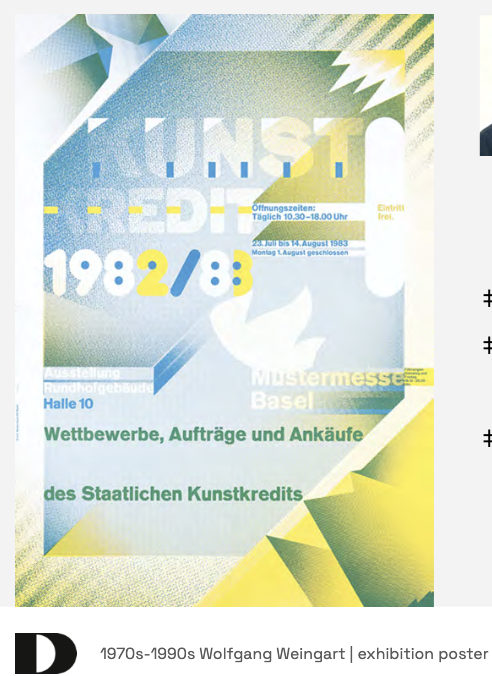 KUNST
KREDIT
1982/83
Öffnungszeiten:
Täglich 10.30–18.00 Uhr
Eintritt
frei.
23. Juli bis 14. August 1983
Montag 1. August geschlossen
Ausstellung
Rundhofgebäude
Halle 10
Mustermesse
Basel
Wettbewerbe, Aufträge und Ankäufe
des Staatlichen Kunstkredits
D
1970s-1990s Wolfgang Weingart | exhibition poster